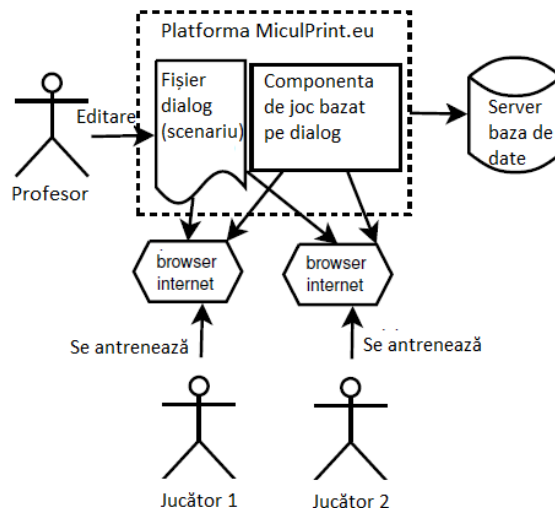 Platforma MiculPrint.eu
Fișier
dialog
(scenariu)
Componenta
de joc bazat
pe dialog
Server
baza de
date
Editare
Profesor
browser
internet
browser
internet
Se antrenează
Se antrenează
Jucător 1
Jucător 2